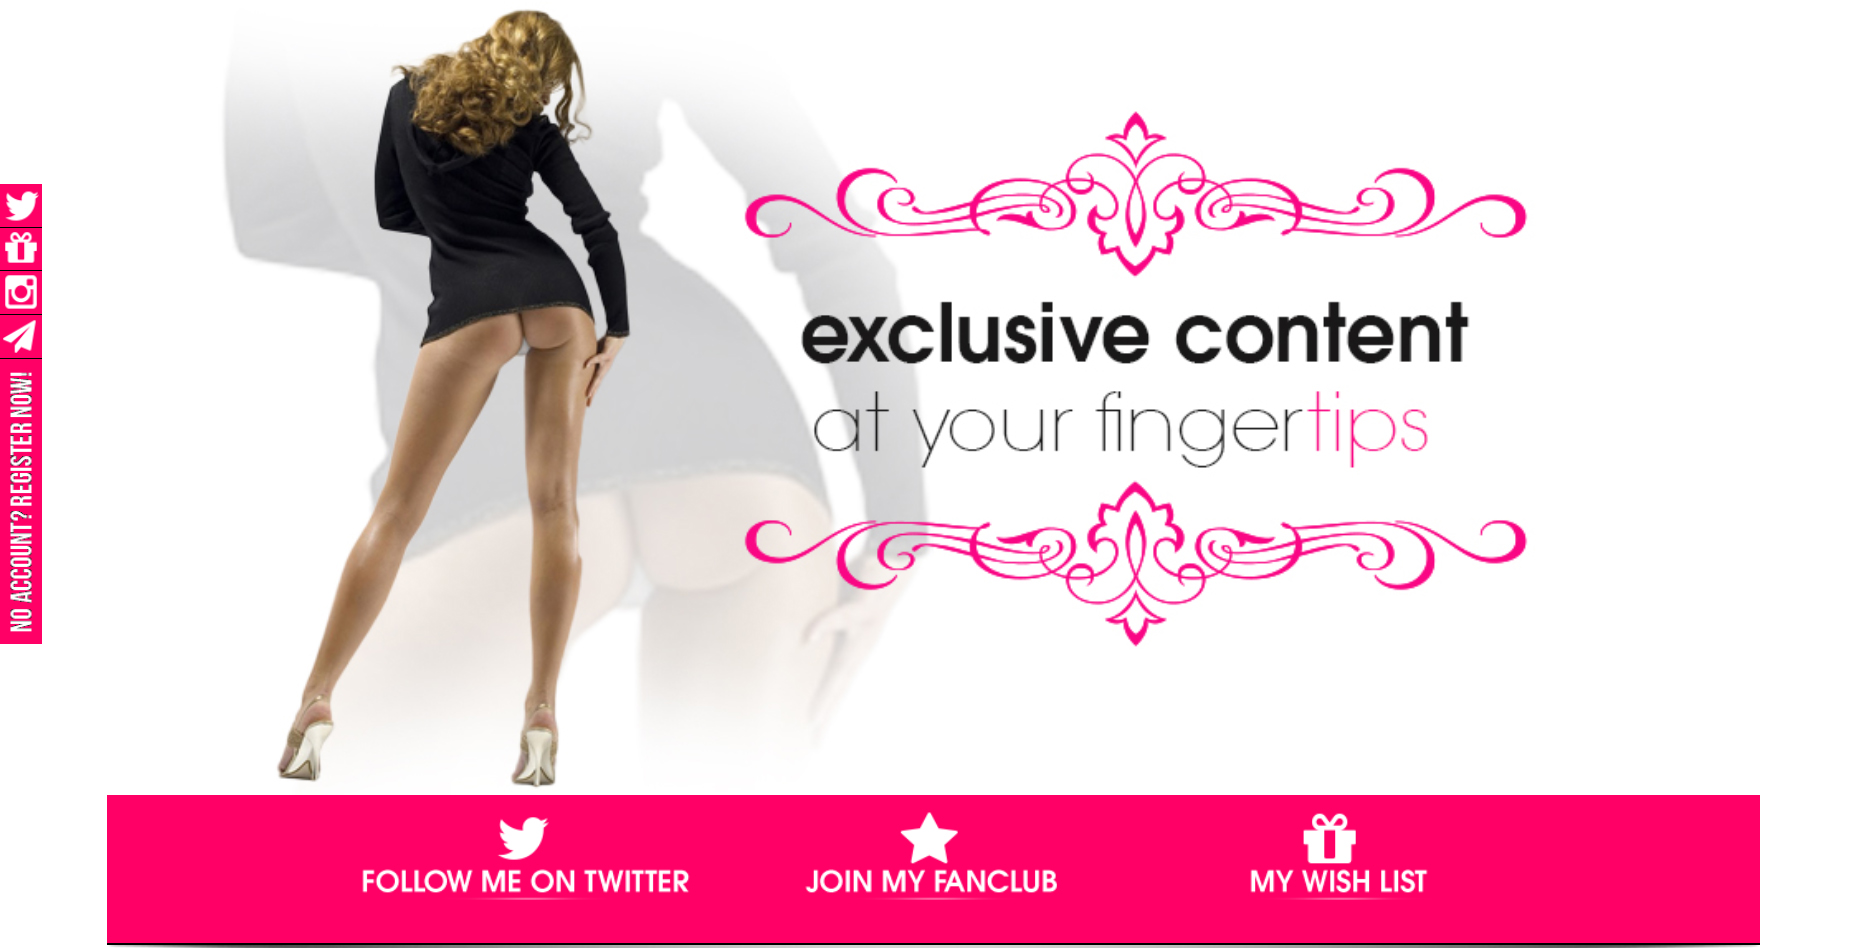 NO ACCOUNT? REGISTER NOW!
exclusive content
at your fingertips
FOLLOW ME ON TWITTER
JOIN MY FANCLUB
MY WISH LIST